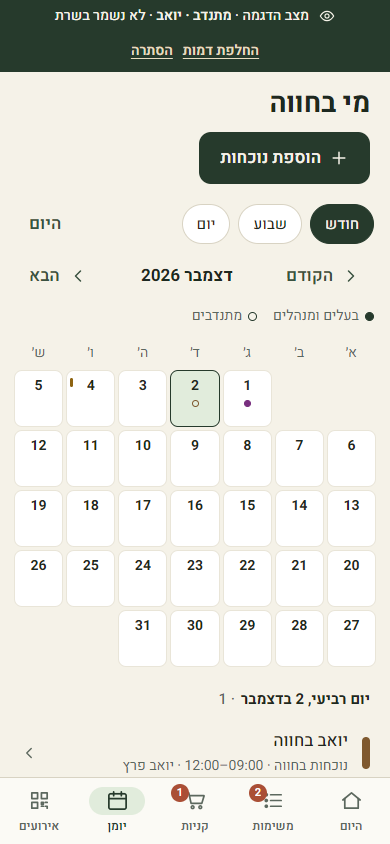 מצב הדגמה · מתנדב · יואב · לא נשמר בשרת
החלפת דמות הסתרה
מי בחווה
הוספת נוכחות
חודש שבוע יום היום
הקודם דצמבר 2026 הבא
בעלים ומנהלים מתנדבים
א׳ ב׳ ג׳ ד׳ ה׳ ו׳ ש׳
1 2 3 4 5
6 7 8 9 10 11 12
13 14 15 16 17 18 19
20 21 22 23 24 25 26
27 28 29 30 31
יום רביעי, 2 בדצמבר · 1
יואב בחווה
נוכחות בחווה · 09:00–12:00 · יואב פרץ
2 1
היום משימות קניות יומן אירועים